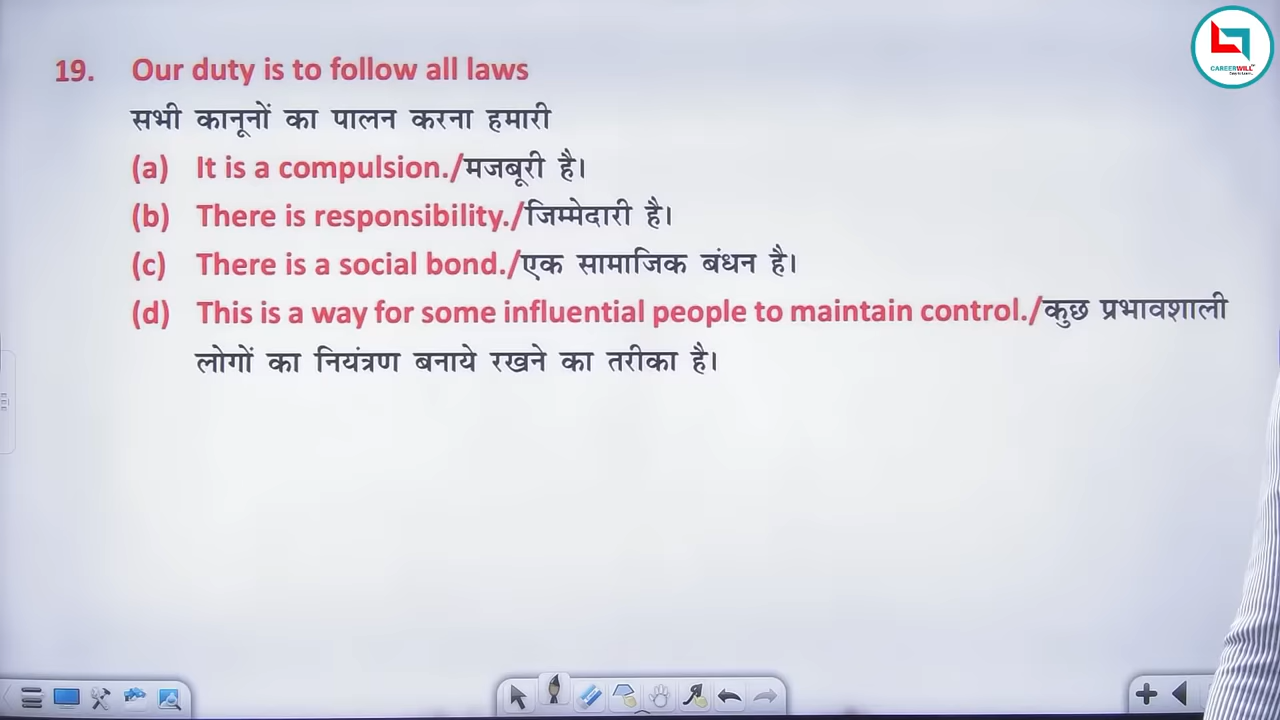 19. Our duty is to follow all laws
सभी कानूनों का पालन करना हमारी
(a) It is a compulsion./मजबूरी है।
(b) There is responsibility./जिम्मेदारी है।
(c) There is a social bond./एक सामाजिक बंधन है।
(d) This is a way for some influential people to maintain control./कुछ प्रभावशाली
लोगों का नियंत्रण बनाये रखने का तरीका है।
CAREERWILL